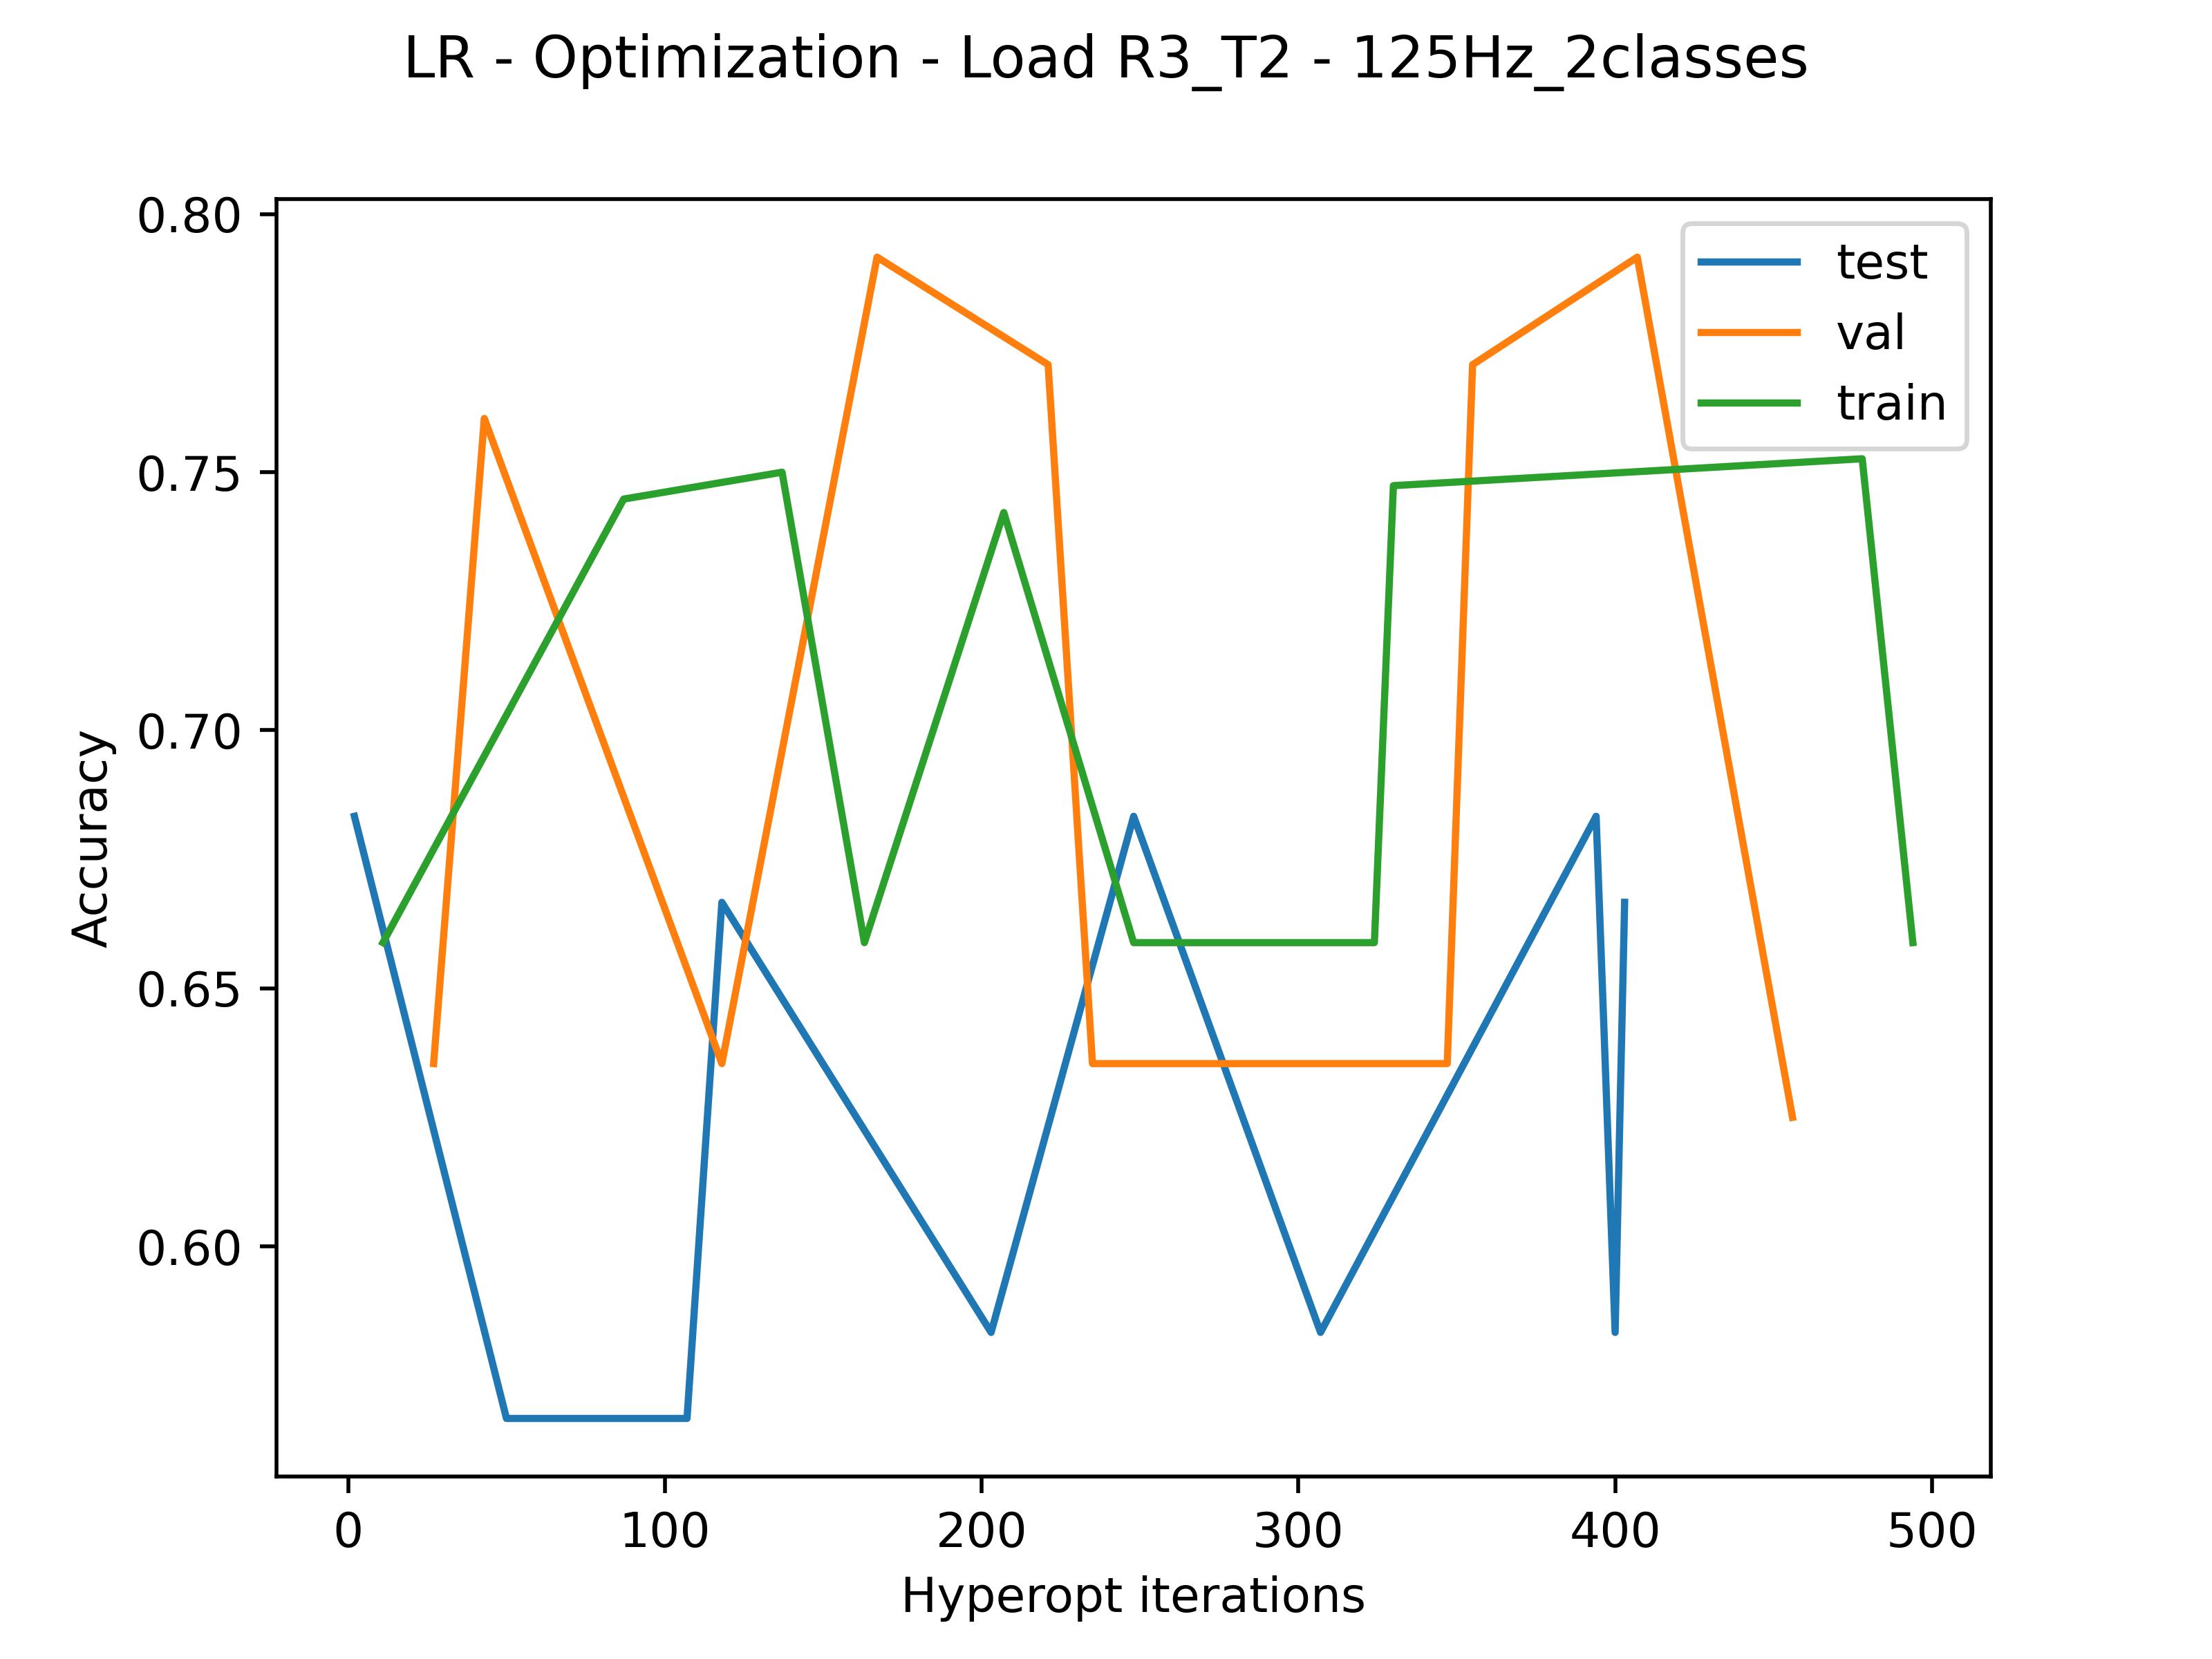 LR - Optimization - Load R3_T2 - 125Hz_2classes
0.80
0.75
0.70
0.65
0.60
Accuracy
test
val
train
0 100 200 300 400 500
Hyperopt iterations